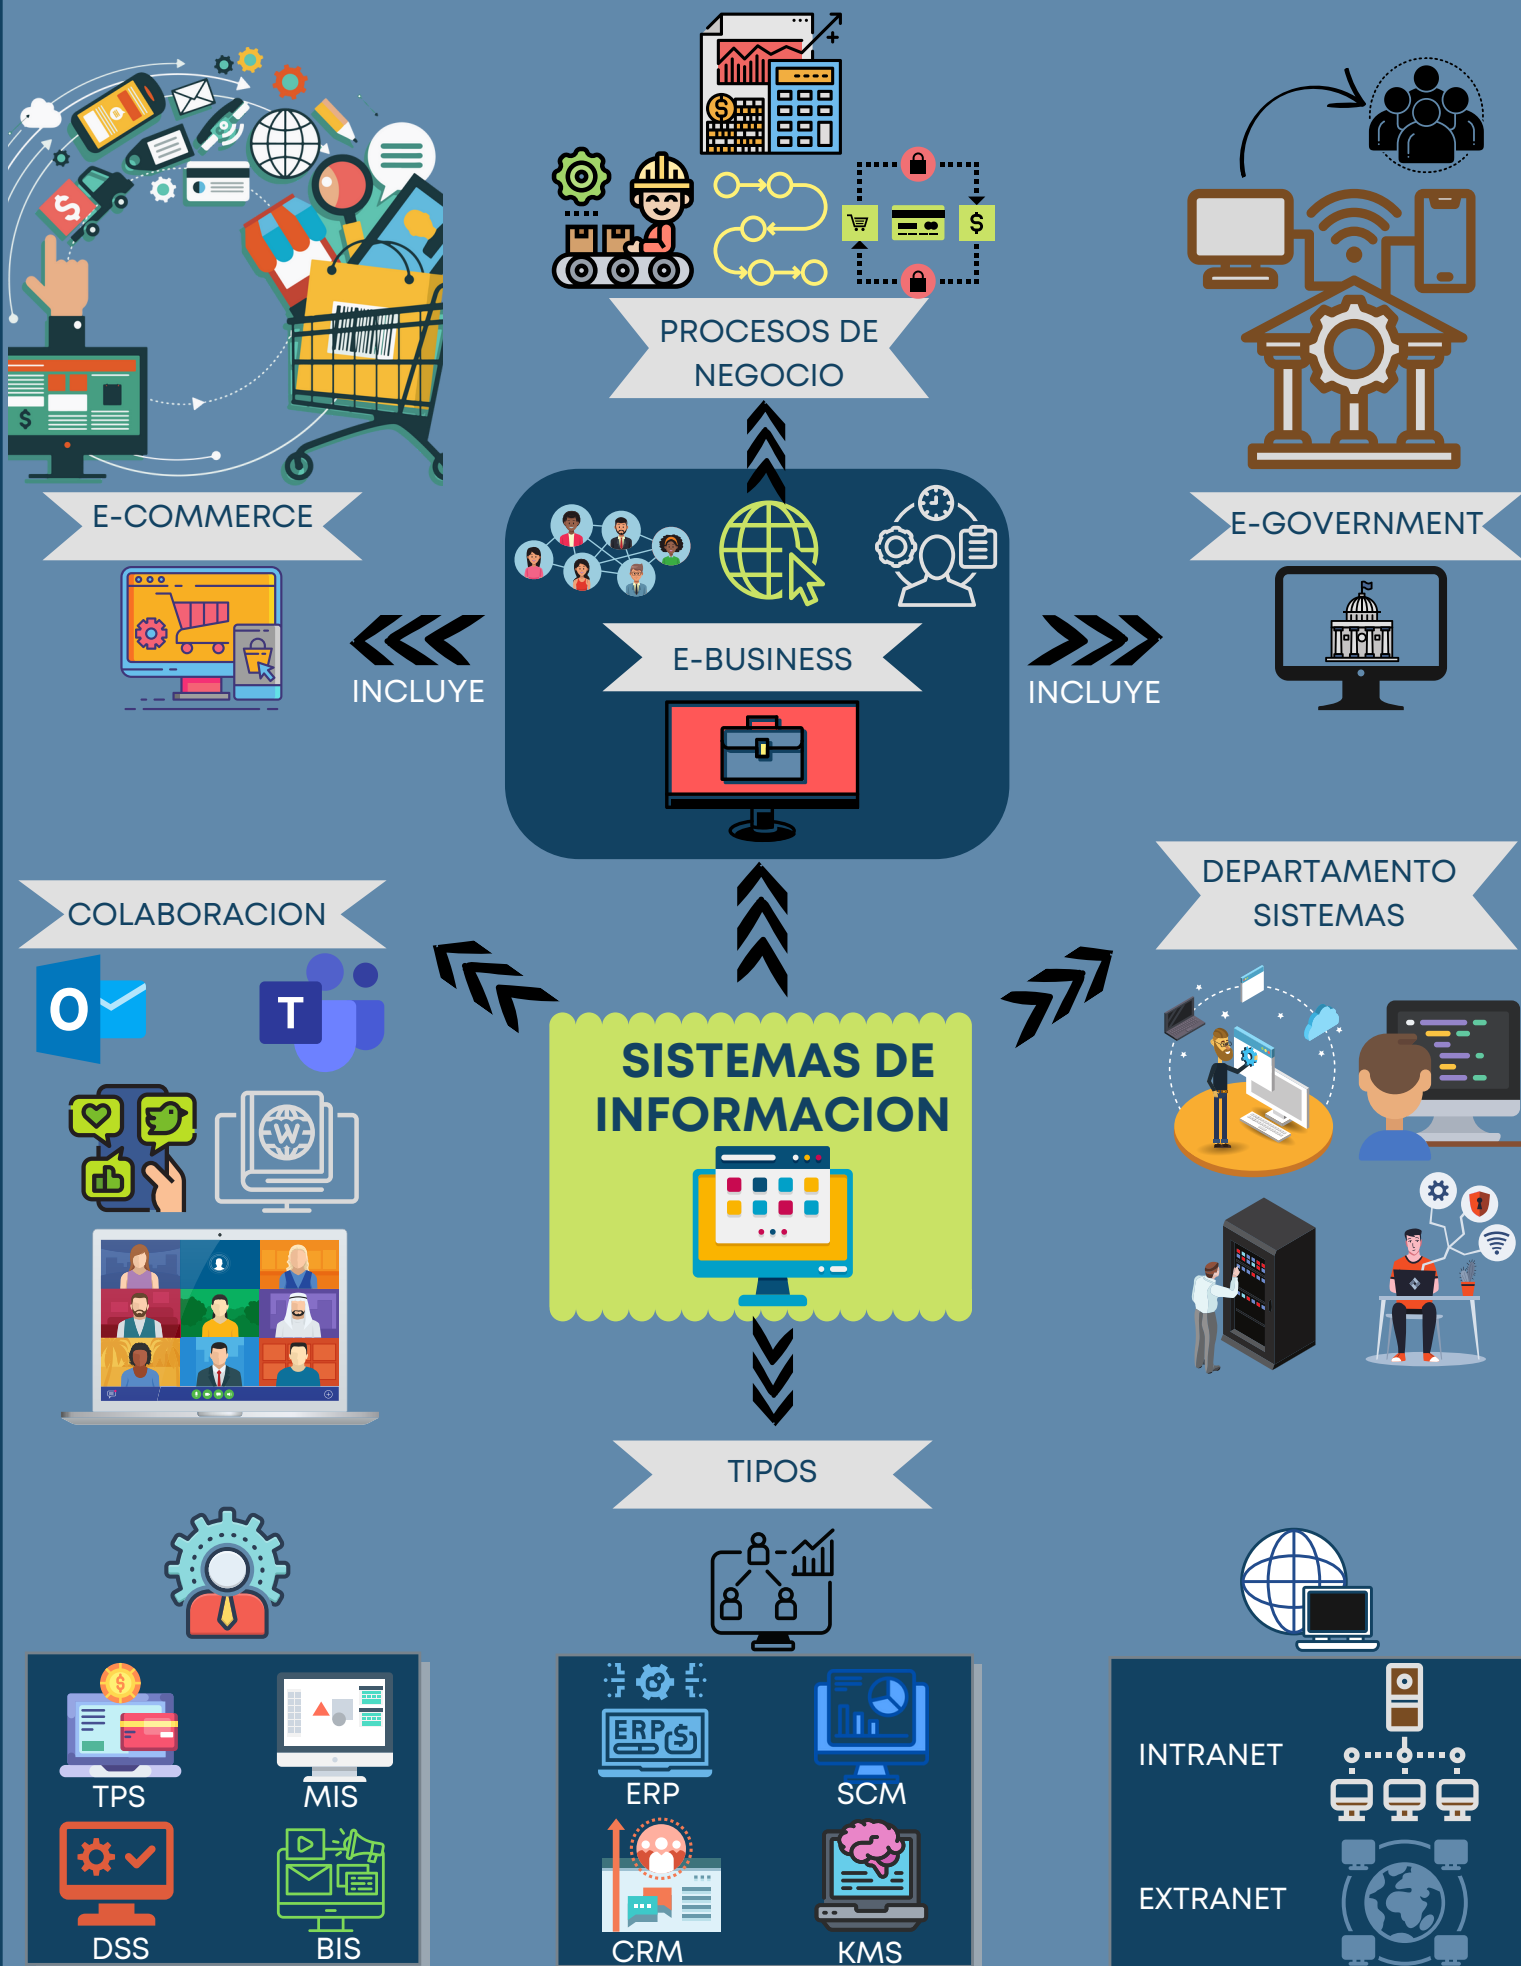 PROCESOS DE
NEGOCIO
E-COMMERCE
E-GOVERNMENT
E-BUSINESS
INCLUYE
INCLUYE
COLABORACION
DEPARTAMENTO
SISTEMAS
O
T
W
SISTEMAS DE
INFORMACION
TIPOS
TPS
MIS
DSS
BIS
ERP
ERP
SCM
CRM
KMS
INTRANET
EXTRANET